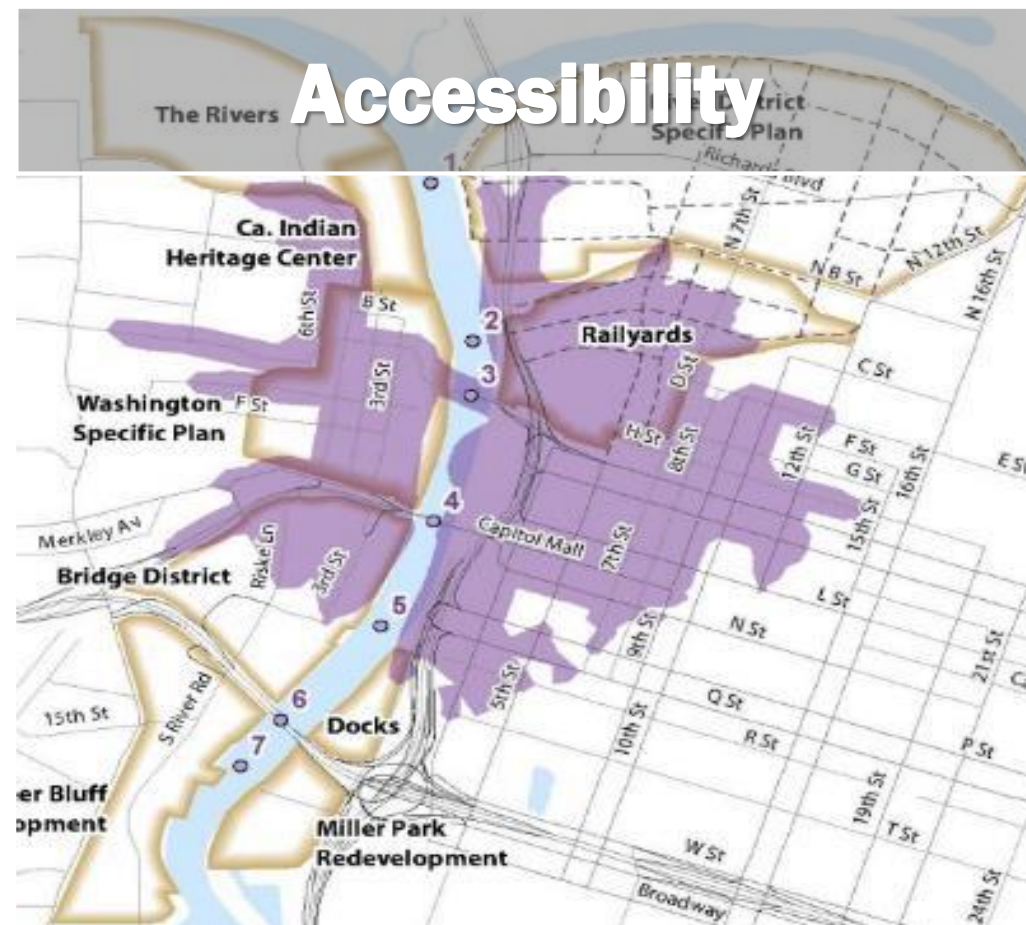 Accessibility
The Rivers
River District
Specific Plan
Richards Blvd
1
Ca. Indian
Heritage Center
N 7th St
N 12th St
N B St
N 16th St
6th St
B St
2
Railyards
3
3rd St
D St
C St
Washington
Specific Plan
F St
H St
8th St
12th St
F St
G St
16th St
15th St
4
Capitol Mall
7th St
Merkley Av
Bridge District
Riske Ln
3rd St
L St
5
9th St
N St
21st St
5th St
6
Docks
Q St
R St
P St
10th St
15th St
S River Rd
7
er Bluff
opment
Miller Park
Redevelopment
19th St
T St
W St
Broadway
24th St